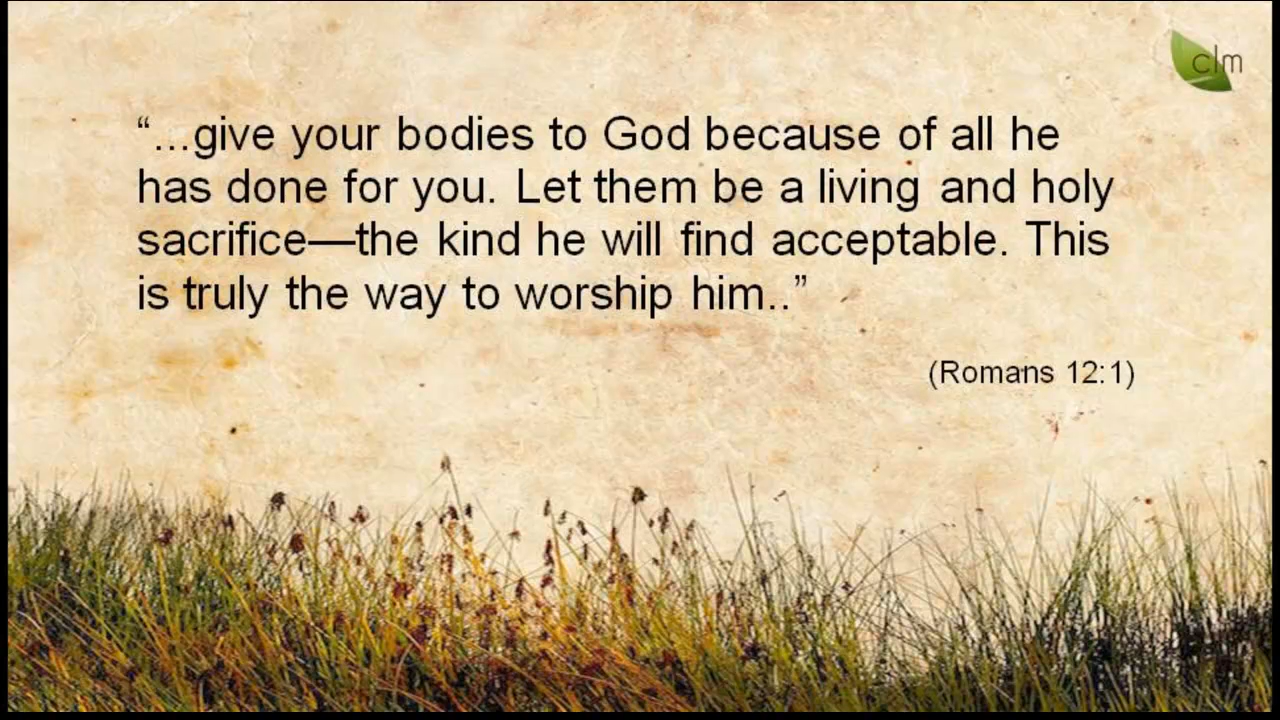 clm
“...give your bodies to God because of all he
has done for you. Let them be a living and holy
sacrifice—the kind he will find acceptable. This
is truly the way to worship him..”
(Romans 12:1)